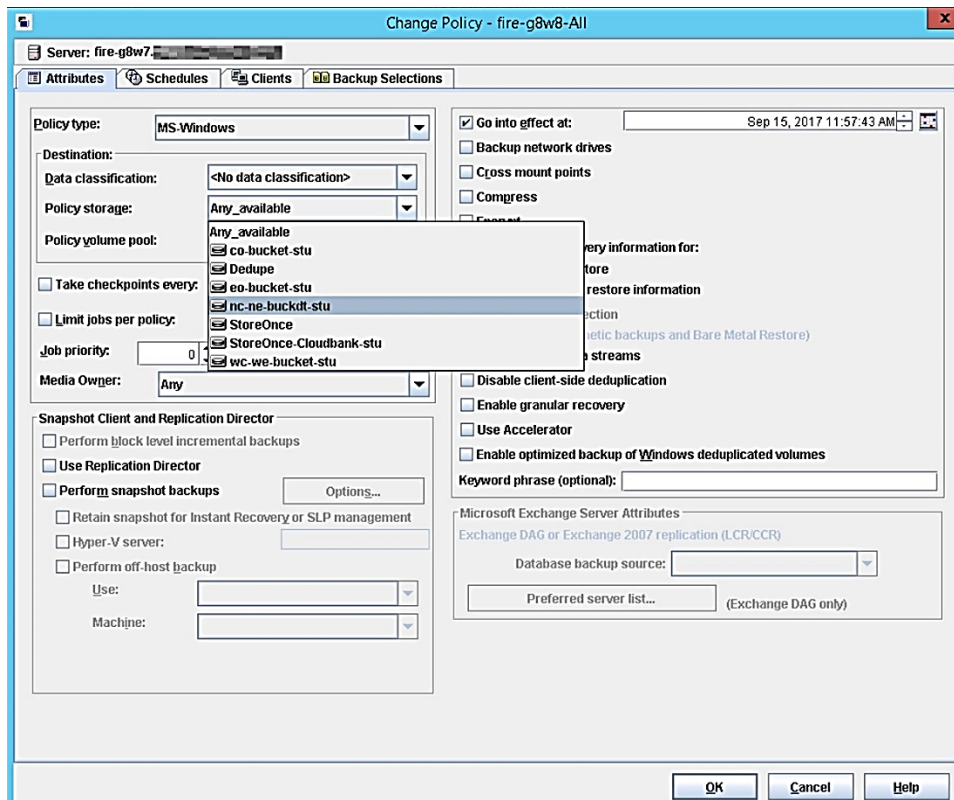 Change Policy - fire-g8w8-All
x
Server: fire-g8w7.
Attributes Schedules Clients Backup Selections
Policy type: MS-Windows
Destination:
Data classification: <No data classification>
Policy storage: Any_available
Policy volume pool:
Any_available
co-bucket-stu
Dedupe
eo-bucket-stu
nc-ne-buckdt-stu
StoreOnce
StoreOnce-Cloudbank-stu
wc-we-bucket-stu
Take checkpoints every:
Limit jobs per policy:
Job priority: 0
Media Owner: Any
Snapshot Client and Replication Director
Perform block level incremental backups
Use Replication Director
Perform snapshot backups Options...
Retain snapshot for Instant Recovery or SLP management
Hyper-V server:
Perform off-host backup
Use:
Machine:
Go into effect at: Sep 15, 2017 11:57:43 AM
Backup network drives
Cross mount points
Compress
ery information for:
tore
restore information
ction
netic backups and Bare Metal Restore)
streams
Disable client-side deduplication
Enable granular recovery
Use Accelerator
Enable optimized backup of Windows deduplicated volumes
Keyword phrase (optional):
Microsoft Exchange Server Attributes
Exchange DAG or Exchange 2007 replication (LCR/CCR)
Database backup source:
Preferred server list... (Exchange DAG only)
OK Cancel Help